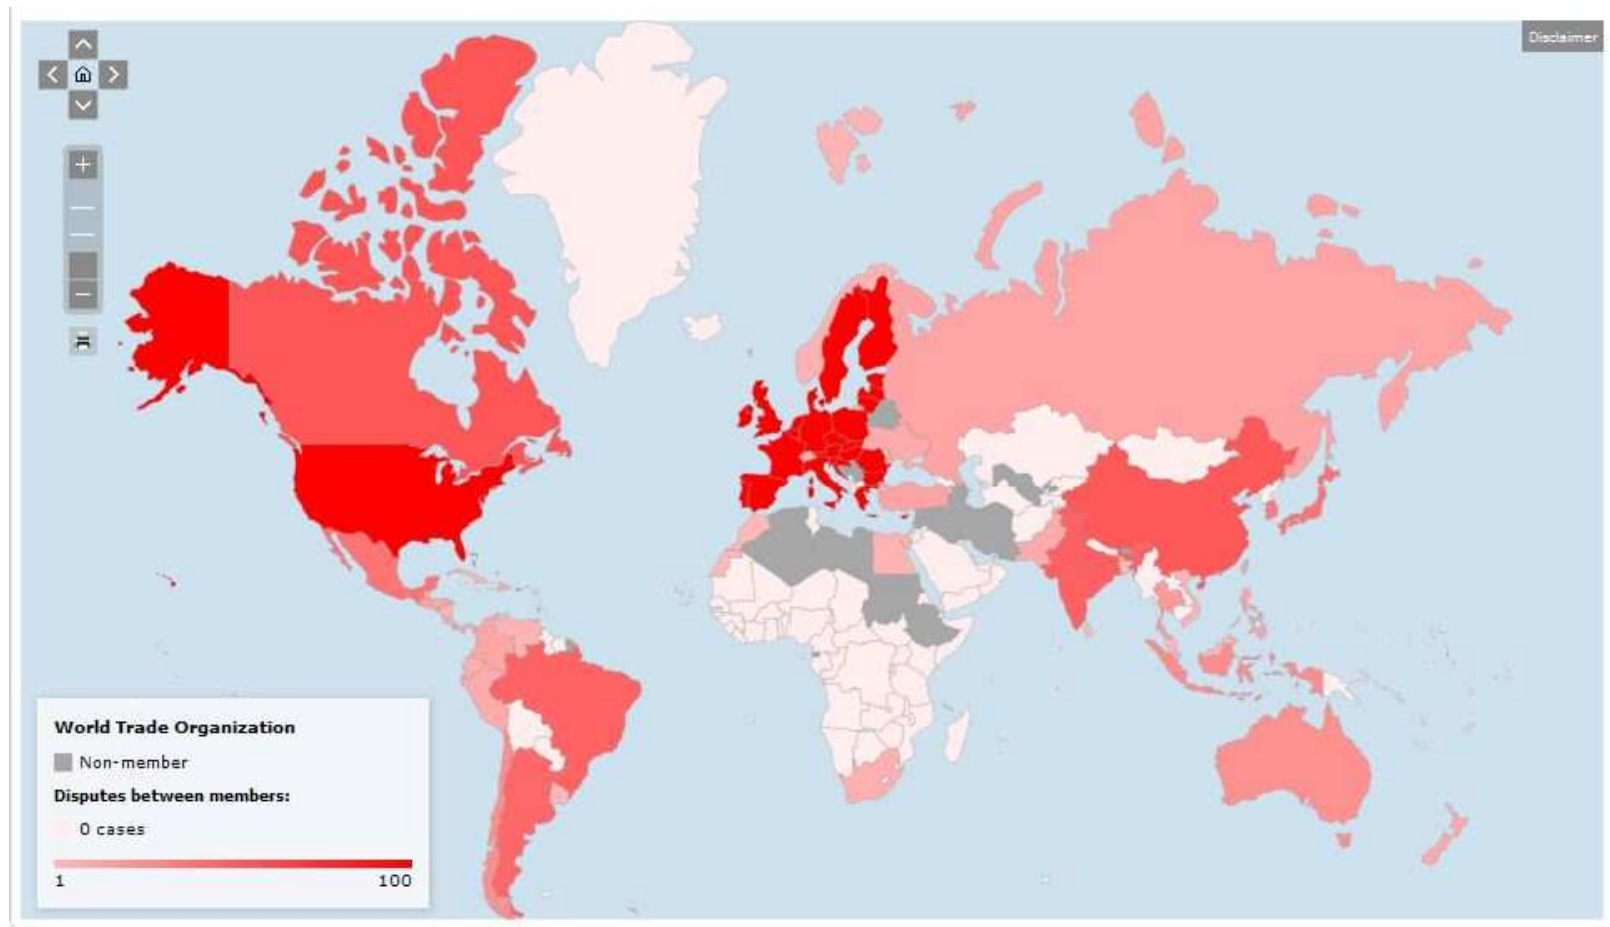 Disclaimer
World Trade Organization
Non-member
Disputes between members:
0 cases
1 100